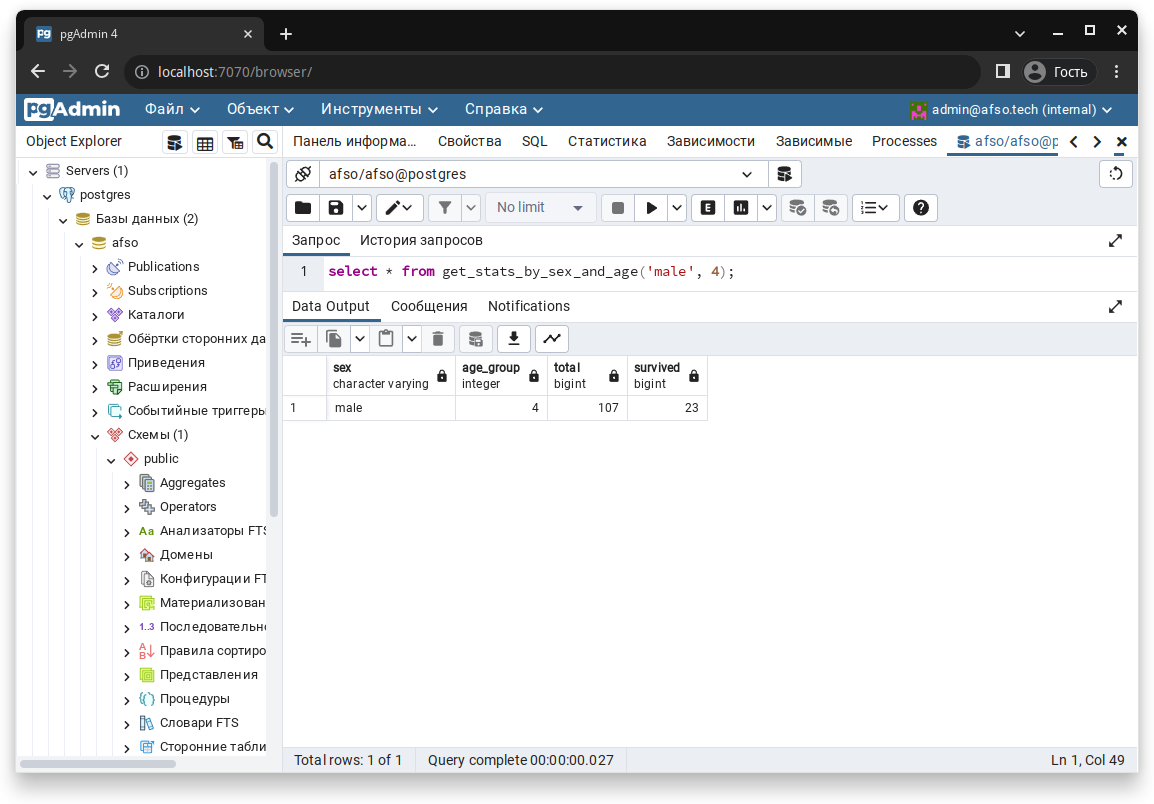 pgAdmin 4
localhost:7070/browser/
Гость
pgAdmin Файл Объект Инструменты Справка admin@afso.tech (internal)
Object Explorer
Панель информа... Свойства SQL Статистика Зависимости Зависимые Processes afso/afso@p
Servers (1)
postgres
Базы данных (2)
afso
Publications
Subscriptions
Каталоги
Обёртки сторонних да
Приведения
Расширения
Событийные триггеры
Схемы (1)
public
Aggregates
Operators
Анализаторы FTS
Домены
Конфигурации FT
Материализован
1..3 Последовательно
Правила сортиро
Представления
Процедуры
Словари FTS
Сторонние табли
afso/afso@postgres
No limit
E
Запрос История запросов
1 select * from get_stats_by_sex_and_age('male', 4);
Data Output Сообщения Notifications
sex age_group total survived
character varying integer bigint bigint
1 male 4 107 23
Total rows: 1 of 1 Query complete 00:00:00.027 Ln 1, Col 49